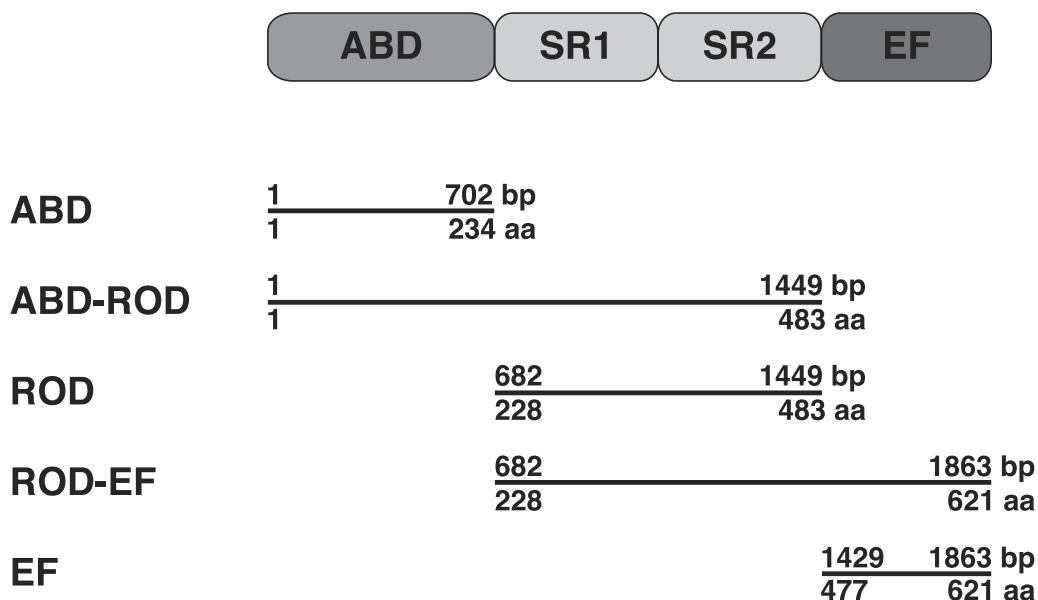 ABD SR1 SR2 EF
1 702 bp
ABD
1 234 aa
1 1449 bp
ABD-ROD
1 483 aa
682 1449 bp
ROD
228 483 aa
682 1863 bp
ROD-EF
228 621 aa
1429 1863 bp
EF
477 621 aa